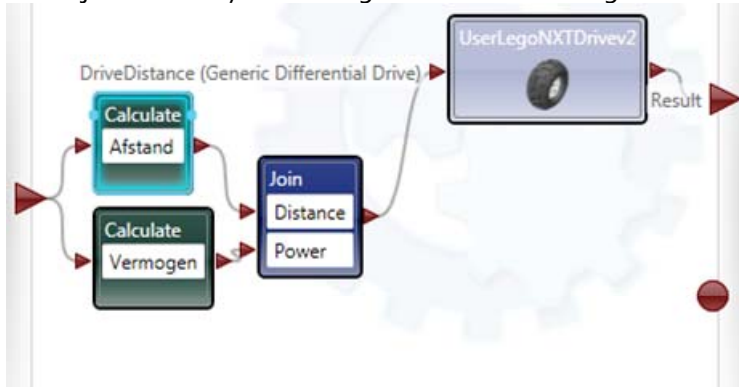 UserLegoNXTDrivev2
DriveDistance (Generic Differential Drive)
Result
Calculate
Afstand
Join
Distance
Power
Calculate
Vermogen